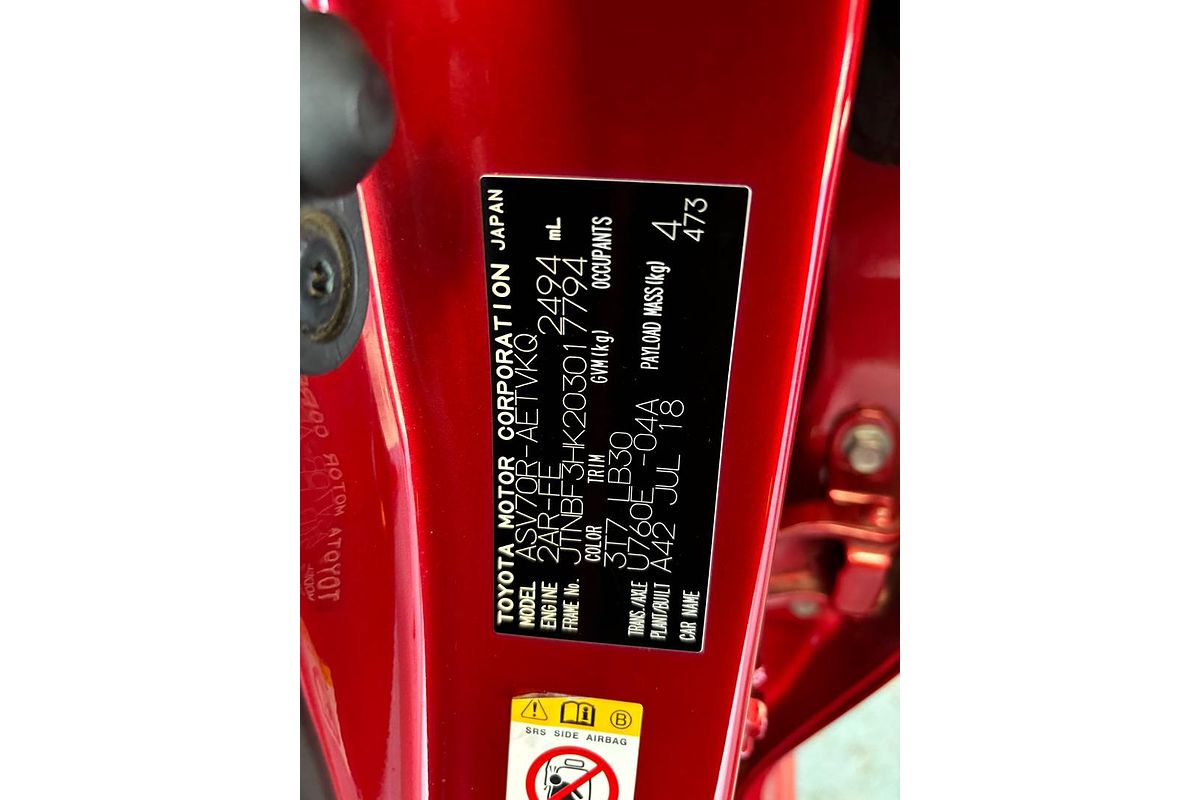 TOYOTA MOTOR CORPORATION JAPAN
MODEL ASV70R-AETVKQ
ENGINE 2AR-FE 2494 mL
FRAME No. JTNBF3HK203017794
COLOR TRIM GVM(kg) OCCUPANTS
3T7 LB30 4
TRANS./AXLE U760E -04A PAYLOAD MASS(kg) 473
PLANT/BUILT A42 JUL 18
CAR NAME
SRS SIDE AIRBAG
B
TOYOTA MOTOR